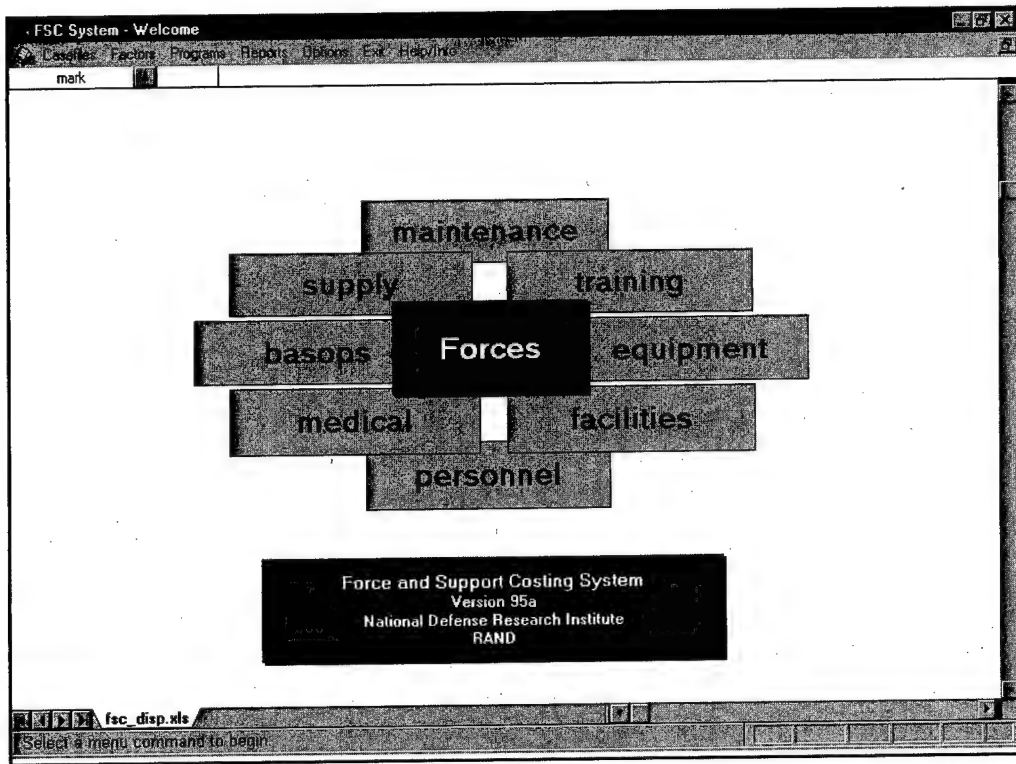 FSC System - Welcome
Casefiles Factors Programs Reports Options Exit Help/Info
mark
maintenance
supply training
basops Forces equipment
medical facilities
personnel
Force and Support Costing System
Version 95a
National Defense Research Institute
RAND
fsc_disp.xls
Select a menu command to begin